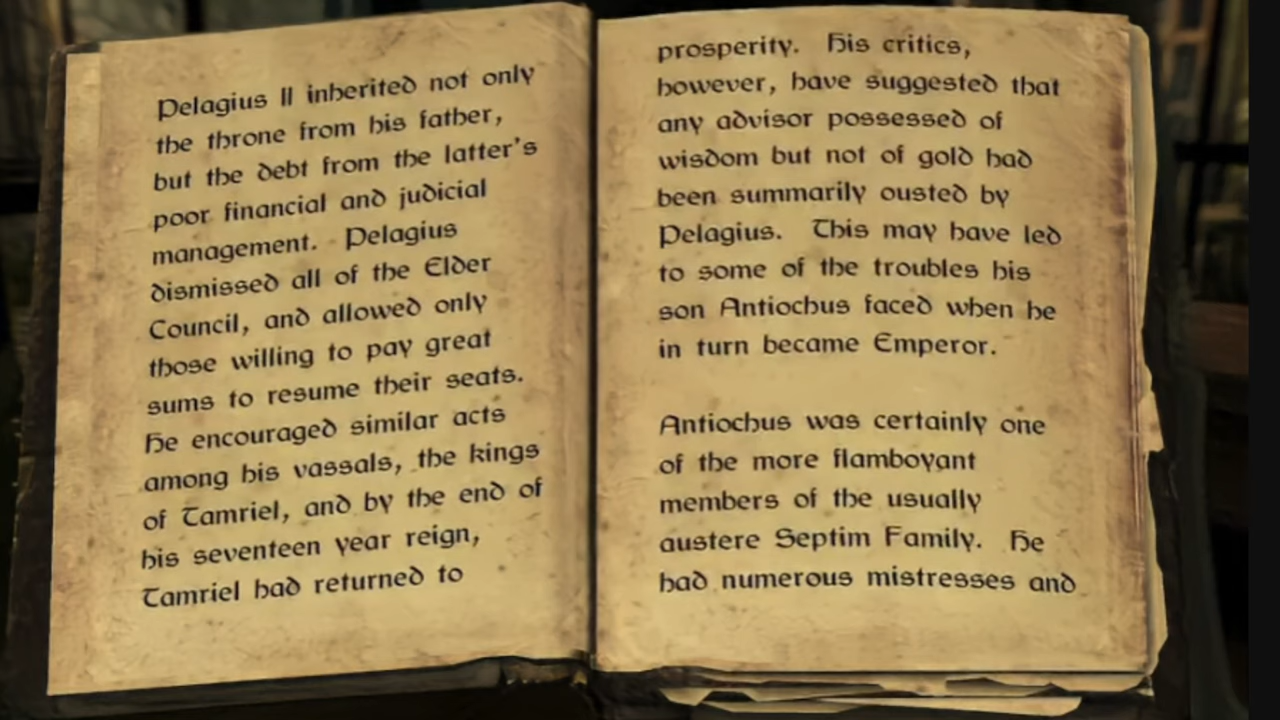 Pelagius II inherited not only
the throne from his father,
but the debt from the latter's
poor financial and judicial
management. Pelagius
dismissed all of the Elder
Council, and allowed only
those willing to pay great
sums to resume their seats.
He encouraged similar acts
among his vassals, the kings
of Tamriel, and by the end of
his seventeen year reign,
Tamriel had returned to
prosperity. His critics,
however, have suggested that
any advisor possessed of
wisdom but not of gold had
been summarily ousted by
Pelagius. This may have led
to some of the troubles his
son Antiochus faced when he
in turn became Emperor.
Antiochus was certainly one
of the more flamboyant
members of the usually
austere Septim Family. He
had numerous mistresses and